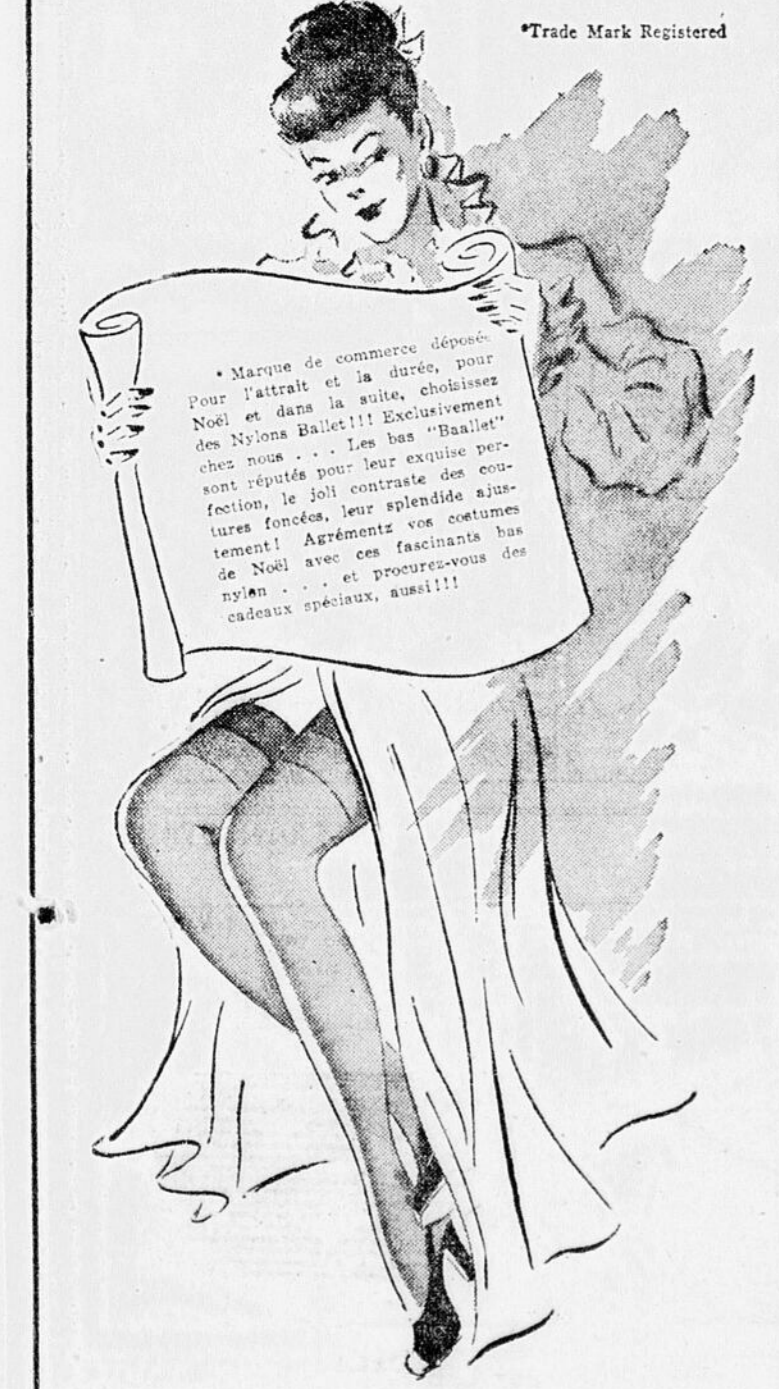 *Trade Mark Registered
* Marque de commerce déposée
Pour l'attrait et la durée, pour
Noël et dans la suite, choisissez
des Nylons Ballet!!! Exclusivement
chez nous . . . Les bas "Baallet"
sont réputés pour leur exquise per-
fection, le joli contraste des cou-
tures foncées, leur splendide ajus-
tement! Agrémentz vos costumes
de Noël avec ces fascinants bas
nylon . . . et procurez-vous des
cadeaux spéciaux, aussi!!!